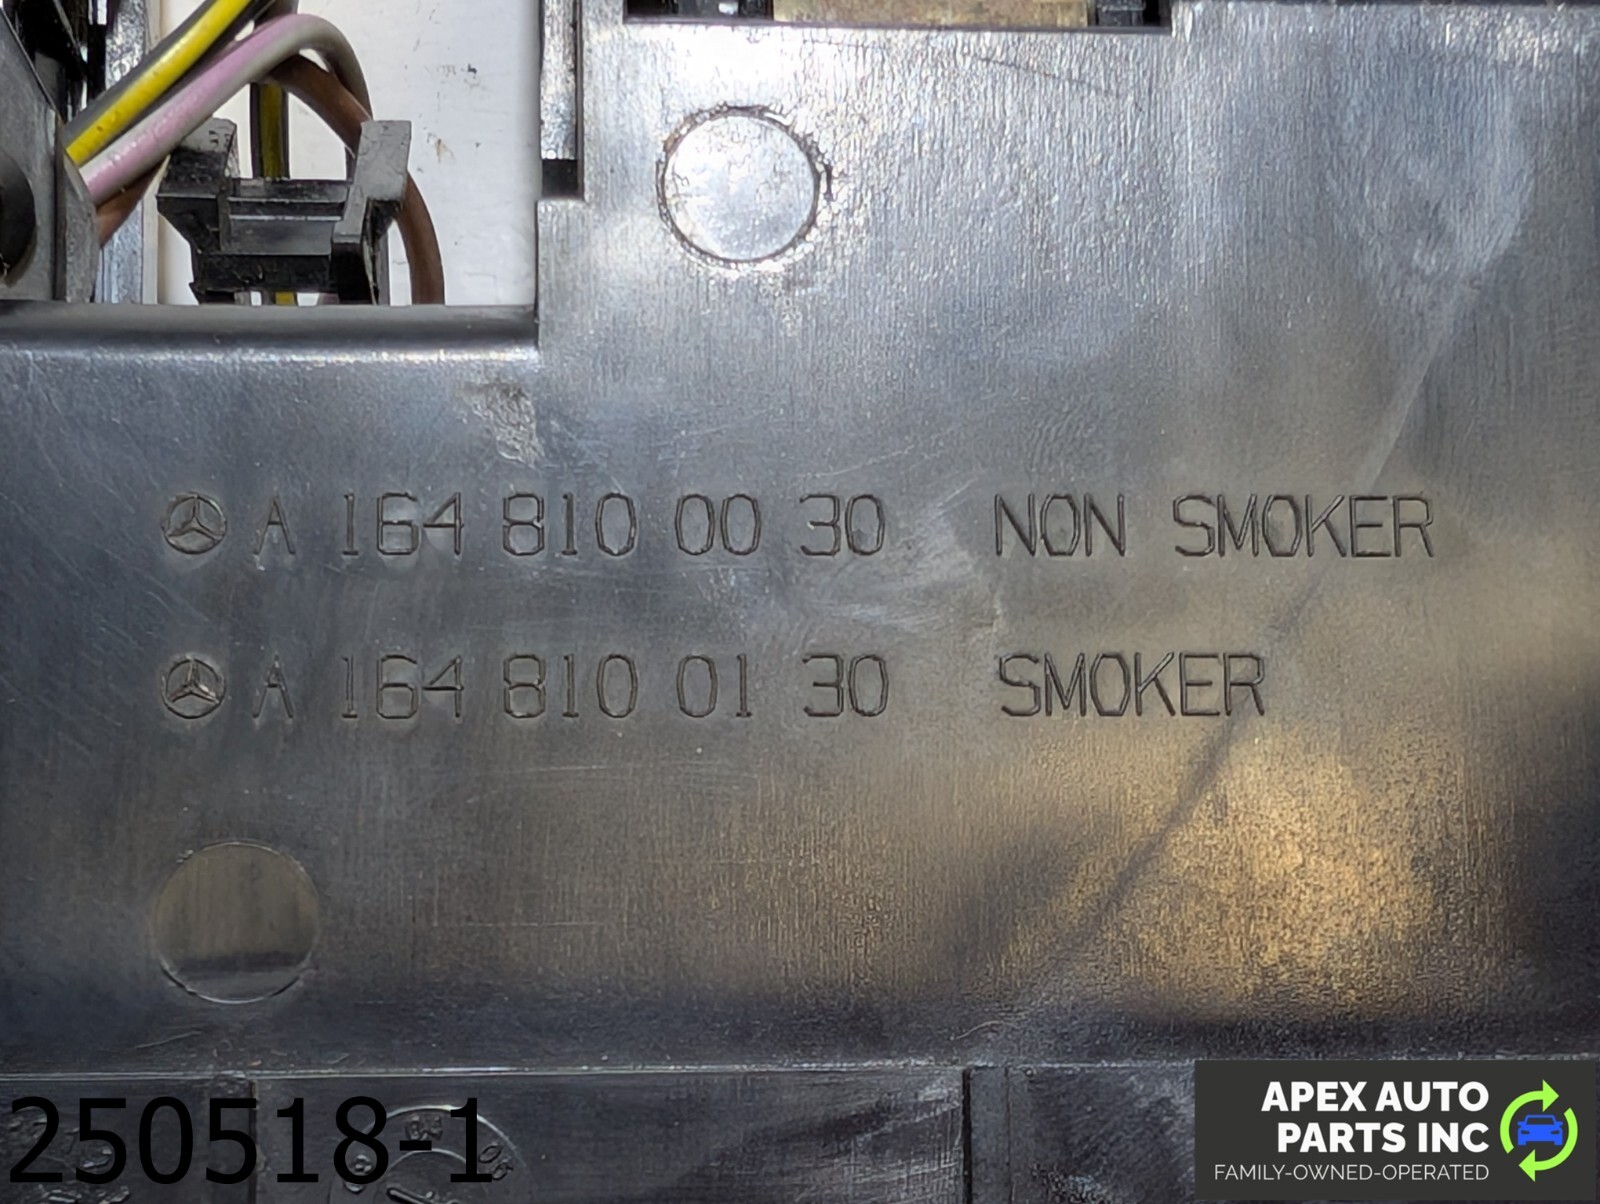 A 164 810 00 30 NON SMOKER
A 164 810 01 30 SMOKER
250518-1
APEX AUTO
PARTS INC
FAMILY-OWNED-OPERATED